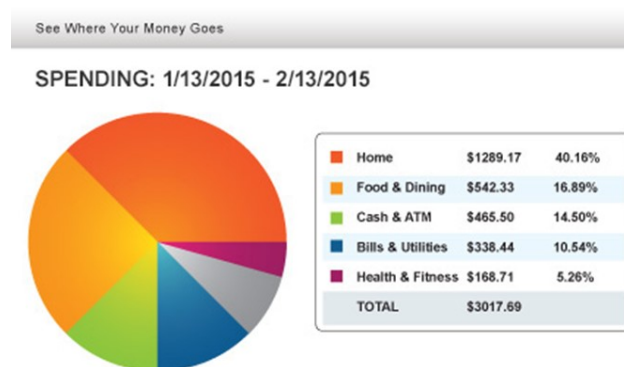 See Where Your Money Goes
SPENDING: 1/13/2015 - 2/13/2015
Home $1289.17 40.16%
Food & Dining $542.33 16.89%
Cash & ATM $465.50 14.50%
Bills & Utilities $338.44 10.54%
Health & Fitness $168.71 5.26%
TOTAL $3017.69